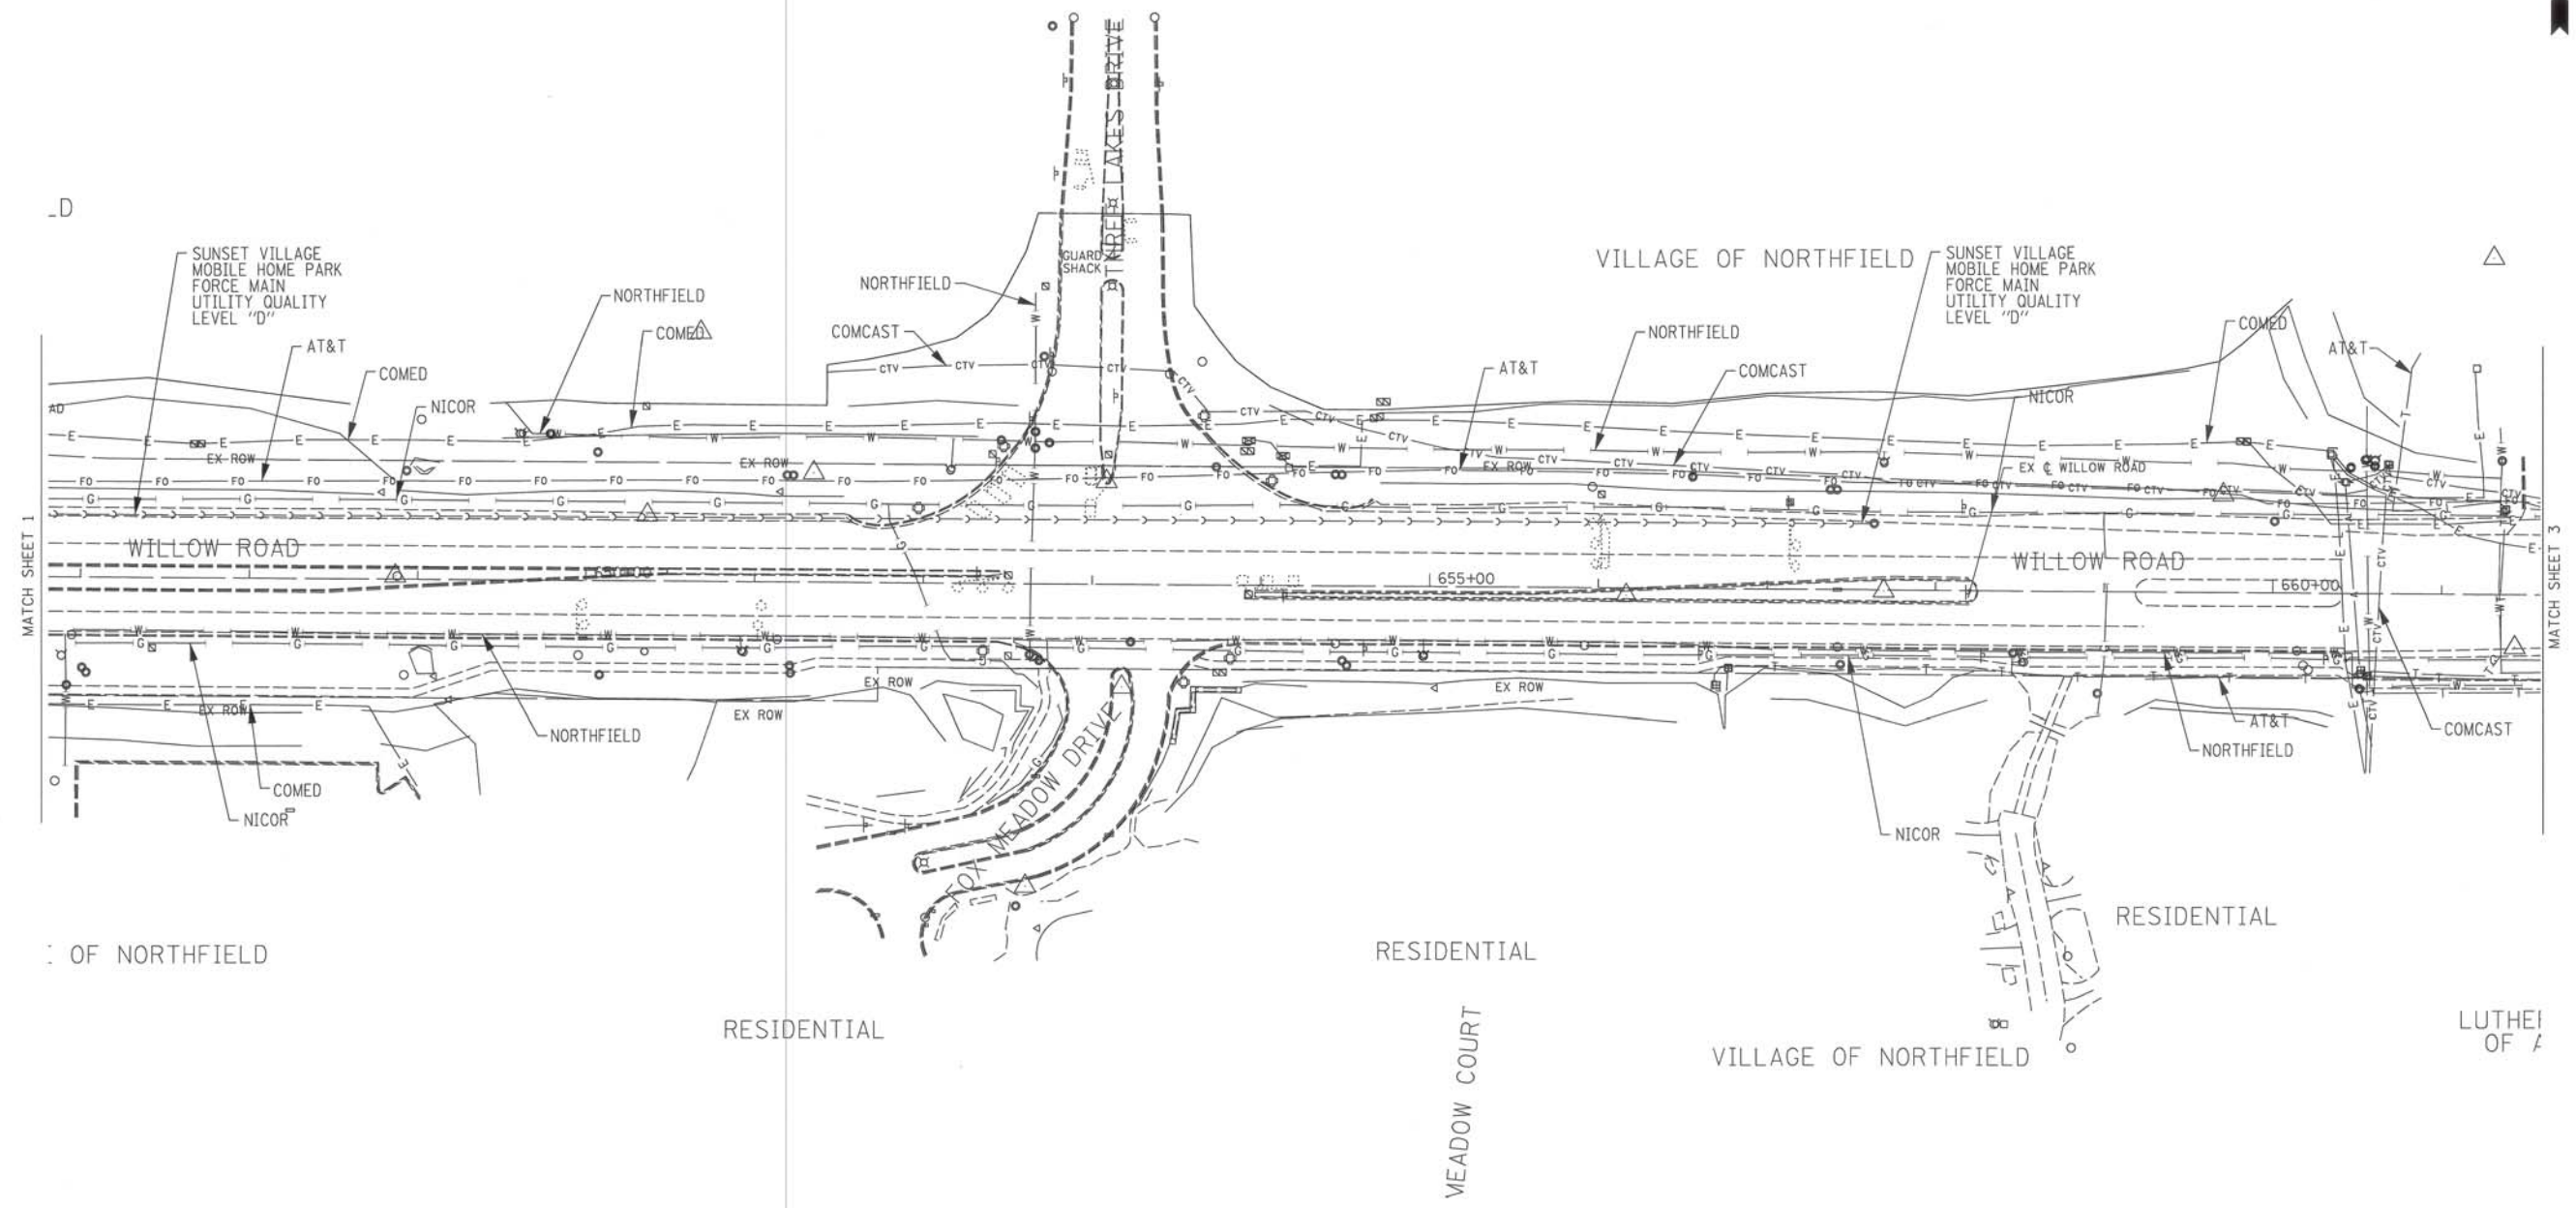 THREE LAKES DRIVE
GUARD
SHACK
SUNSET VILLAGE
MOBILE HOME PARK
FORCE MAIN
UTILITY QUALITY
LEVEL "D"
AT&T
COMED
NICOR
NORTHFIELD
COMED
NORTHFIELD
COMCAST
VILLAGE OF NORTHFIELD
SUNSET VILLAGE
MOBILE HOME PARK
FORCE MAIN
UTILITY QUALITY
LEVEL "D"
AT&T
NORTHFIELD
COMCAST
NICOR
COMED
AT&T
EX ROW
EX ROW
EX ROW
EX ℄ WILLOW ROAD
MATCH SHEET 1
WILLOW ROAD
650+00
655+00
WILLOW ROAD
660+00
MATCH SHEET 3
EX ROW
EX ROW
EX ROW
EX ROW
NORTHFIELD
COMED
NICOR
FOX MEADOW DRIVE
NICOR
AT&T
NORTHFIELD
COMCAST
OF NORTHFIELD
RESIDENTIAL
RESIDENTIAL
RESIDENTIAL
MEADOW COURT
VILLAGE OF NORTHFIELD
OF